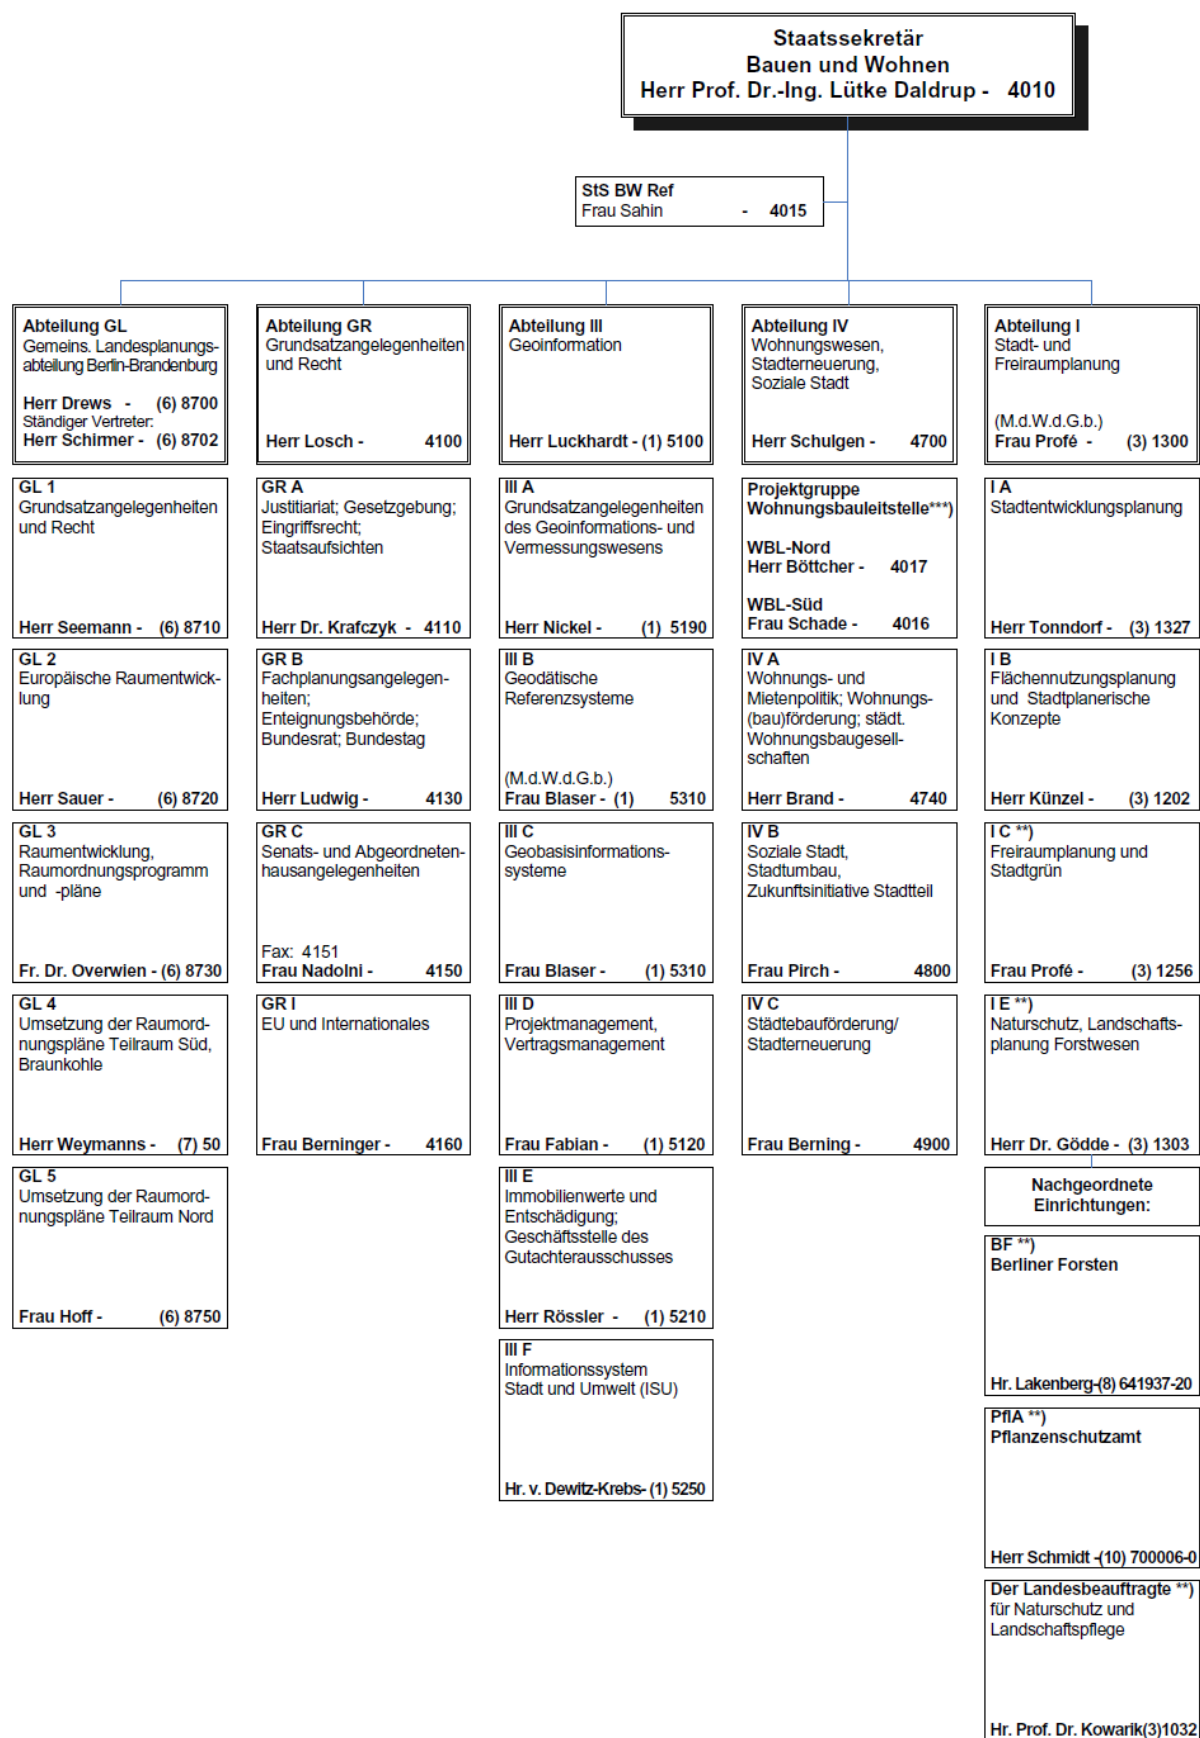 Staatssekretär
Bauen und Wohnen
Herr Prof. Dr.-Ing. Lütke Daldrup - 4010
StS BW Ref
Frau Sahin - 4015
Abteilung GL
Gemeins. Landesplanungs-
abteilung Berlin-Brandenburg
Herr Drews - (6) 8700
Ständiger Vertreter:
Herr Schirmer - (6) 8702
GL 1
Grundsatzangelegenheiten
und Recht
Herr Seemann - (6) 8710
GL 2
Europäische Raumentwick-
lung
Herr Sauer - (6) 8720
GL 3
Raumentwicklung,
Raumordnungsprogramm
und -pläne
Fr. Dr. Overwien - (6) 8730
GL 4
Umsetzung der Raumord-
nungspläne Teilraum Süd,
Braunkohle
Herr Weymanns - (7) 50
GL 5
Umsetzung der Raumord-
nungspläne Teilraum Nord
Frau Hoff - (6) 8750
Abteilung GR
Grundsatzangelegenheiten
und Recht
Herr Losch - 4100
GR A
Justitiariat; Gesetzgebung;
Eingriffsrecht;
Staatsaufsichten
Herr Dr. Krafczyk - 4110
GR B
Fachplanungsangelegen-
heiten;
Enteignungsbehörde;
Bundesrat; Bundestag
Herr Ludwig - 4130
GR C
Senats- und Abgeordneten-
hausangelegenheiten
Fax: 4151
Frau Nadolni - 4150
GR I
EU und Internationales
Frau Berninger - 4160
Abteilung III
Geoinformation
Herr Luckhardt - (1) 5100
III A
Grundsatzangelegenheiten
des Geoinformations- und
Vermessungswesens
Herr Nickel - (1) 5190
III B
Geodätische
Referenzsysteme
(M.d.W.d.G.b.)
Frau Blaser - (1) 5310
III C
Geobasisinformations-
systeme
Frau Blaser - (1) 5310
III D
Projektmanagement,
Vertragsmanagement
Frau Fabian - (1) 5120
III E
Immobilienwerte und
Entschädigung;
Geschäftsstelle des
Gutachterausschusses
Herr Rössler - (1) 5210
III F
Informationssystem
Stadt und Umwelt (ISU)
Hr. v. Dewitz-Krebs- (1) 5250
Abteilung IV
Wohnungswesen,
Stadterneuerung,
Soziale Stadt
Herr Schulgen - 4700
Projektgruppe
Wohnungsbauleitstelle***)
WBL-Nord
Herr Böttcher - 4017
WBL-Süd
Frau Schade - 4016
IV A
Wohnungs- und
Mietenpolitik; Wohnungs-
(bau)förderung; städt.
Wohnungsbaugesell-
schaften
Herr Brand - 4740
IV B
Soziale Stadt,
Stadtumbau,
Zukunftsinitiative Stadtteil
Frau Pirch - 4800
IV C
Städtebauförderung/
Stadterneuerung
Frau Berning - 4900
Abteilung I
Stadt- und
Freiraumplanung
(M.d.W.d.G.b.)
Frau Profé - (3) 1300
I A
Stadtentwicklungsplanung
Herr Tonndorf - (3) 1327
I B
Flächennutzungsplanung
und Stadtplanerische
Konzepte
Herr Künzel - (3) 1202
I C **)
Freiraumplanung und
Stadtgrün
Frau Profé - (3) 1256
I E **)
Naturschutz, Landschafts-
planung Forstwesen
Herr Dr. Gödde - (3) 1303
Nachgeordnete
Einrichtungen:
BF **)
Berliner Forsten
Hr. Lakenberg-(8) 641937-20
PflA **)
Pflanzenschutzamt
Herr Schmidt -(10) 700006-0
Der Landesbeauftragte **)
für Naturschutz und
Landschaftspflege
Hr. Prof. Dr. Kowarik(3)1032